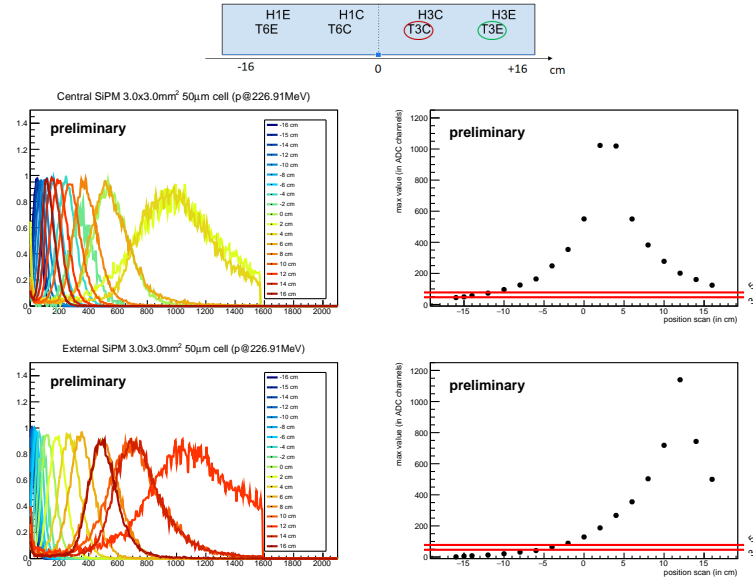 H1E H1C H3C H3E
T6E T6C T3C T3E
-16 0 +16 cm
Central SiPM 3.0x3.0mm² 50μm cell (p@226.91MeV)
preliminary
1.4
1.2
1
0.8
0.6
0.4
0.2
0
0 200 400 600 800 1000 1200 1400 1600 1800 2000
-16 cm
-15 cm
-14 cm
-12 cm
-10 cm
-8 cm
-6 cm
-4 cm
-2 cm
0 cm
2 cm
4 cm
6 cm
8 cm
10 cm
12 cm
14 cm
16 cm
max value (in ADC channels)
preliminary
1200
1000
800
600
400
200
0
-15 -10 -5 0 5 10 15
position scan (in cm)
External SiPM 3.0x3.0mm² 50μm cell (p@226.91MeV)
preliminary
1.4
1.2
1
0.8
0.6
0.4
0.2
0
0 200 400 600 800 1000 1200 1400 1600 1800 2000
-16 cm
-15 cm
-14 cm
-12 cm
-10 cm
-8 cm
-6 cm
-4 cm
-2 cm
0 cm
2 cm
4 cm
6 cm
8 cm
10 cm
12 cm
14 cm
16 cm
max value (in ADC channels)
preliminary
1200
1000
800
600
400
200
0
-15 -10 -5 0 5 10 15
position scan (in cm)